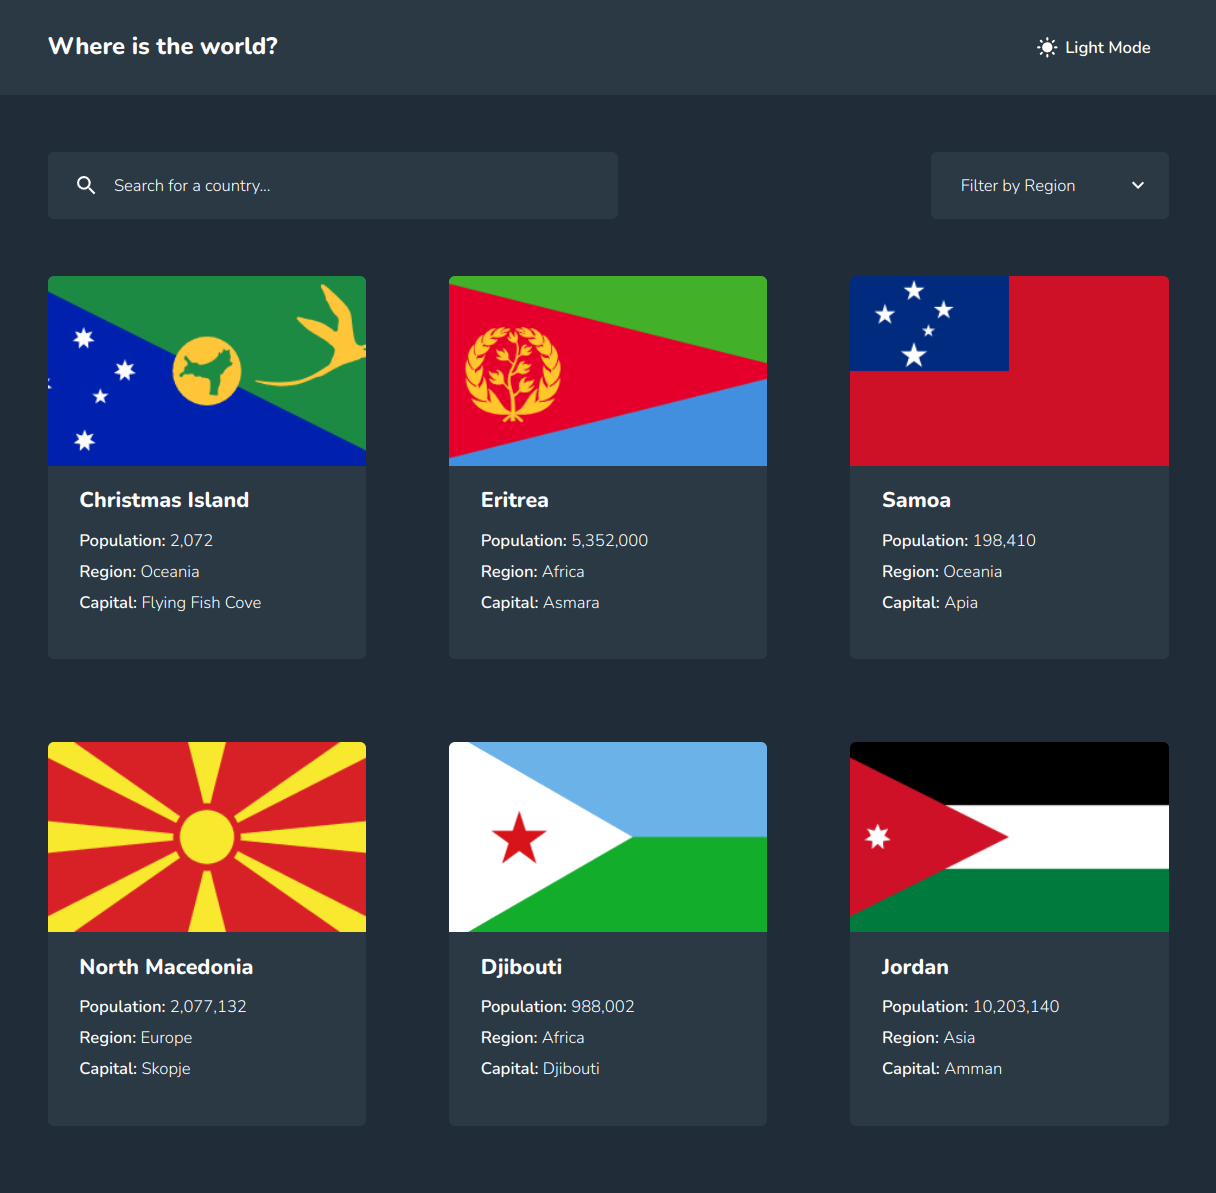 Where is the world?
Light Mode
Search for a country...
Filter by Region
Christmas Island
Population: 2,072
Region: Oceania
Capital: Flying Fish Cove
Eritrea
Population: 5,352,000
Region: Africa
Capital: Asmara
Samoa
Population: 198,410
Region: Oceania
Capital: Apia
North Macedonia
Population: 2,077,132
Region: Europe
Capital: Skopje
Djibouti
Population: 988,002
Region: Africa
Capital: Djibouti
Jordan
Population: 10,203,140
Region: Asia
Capital: Amman